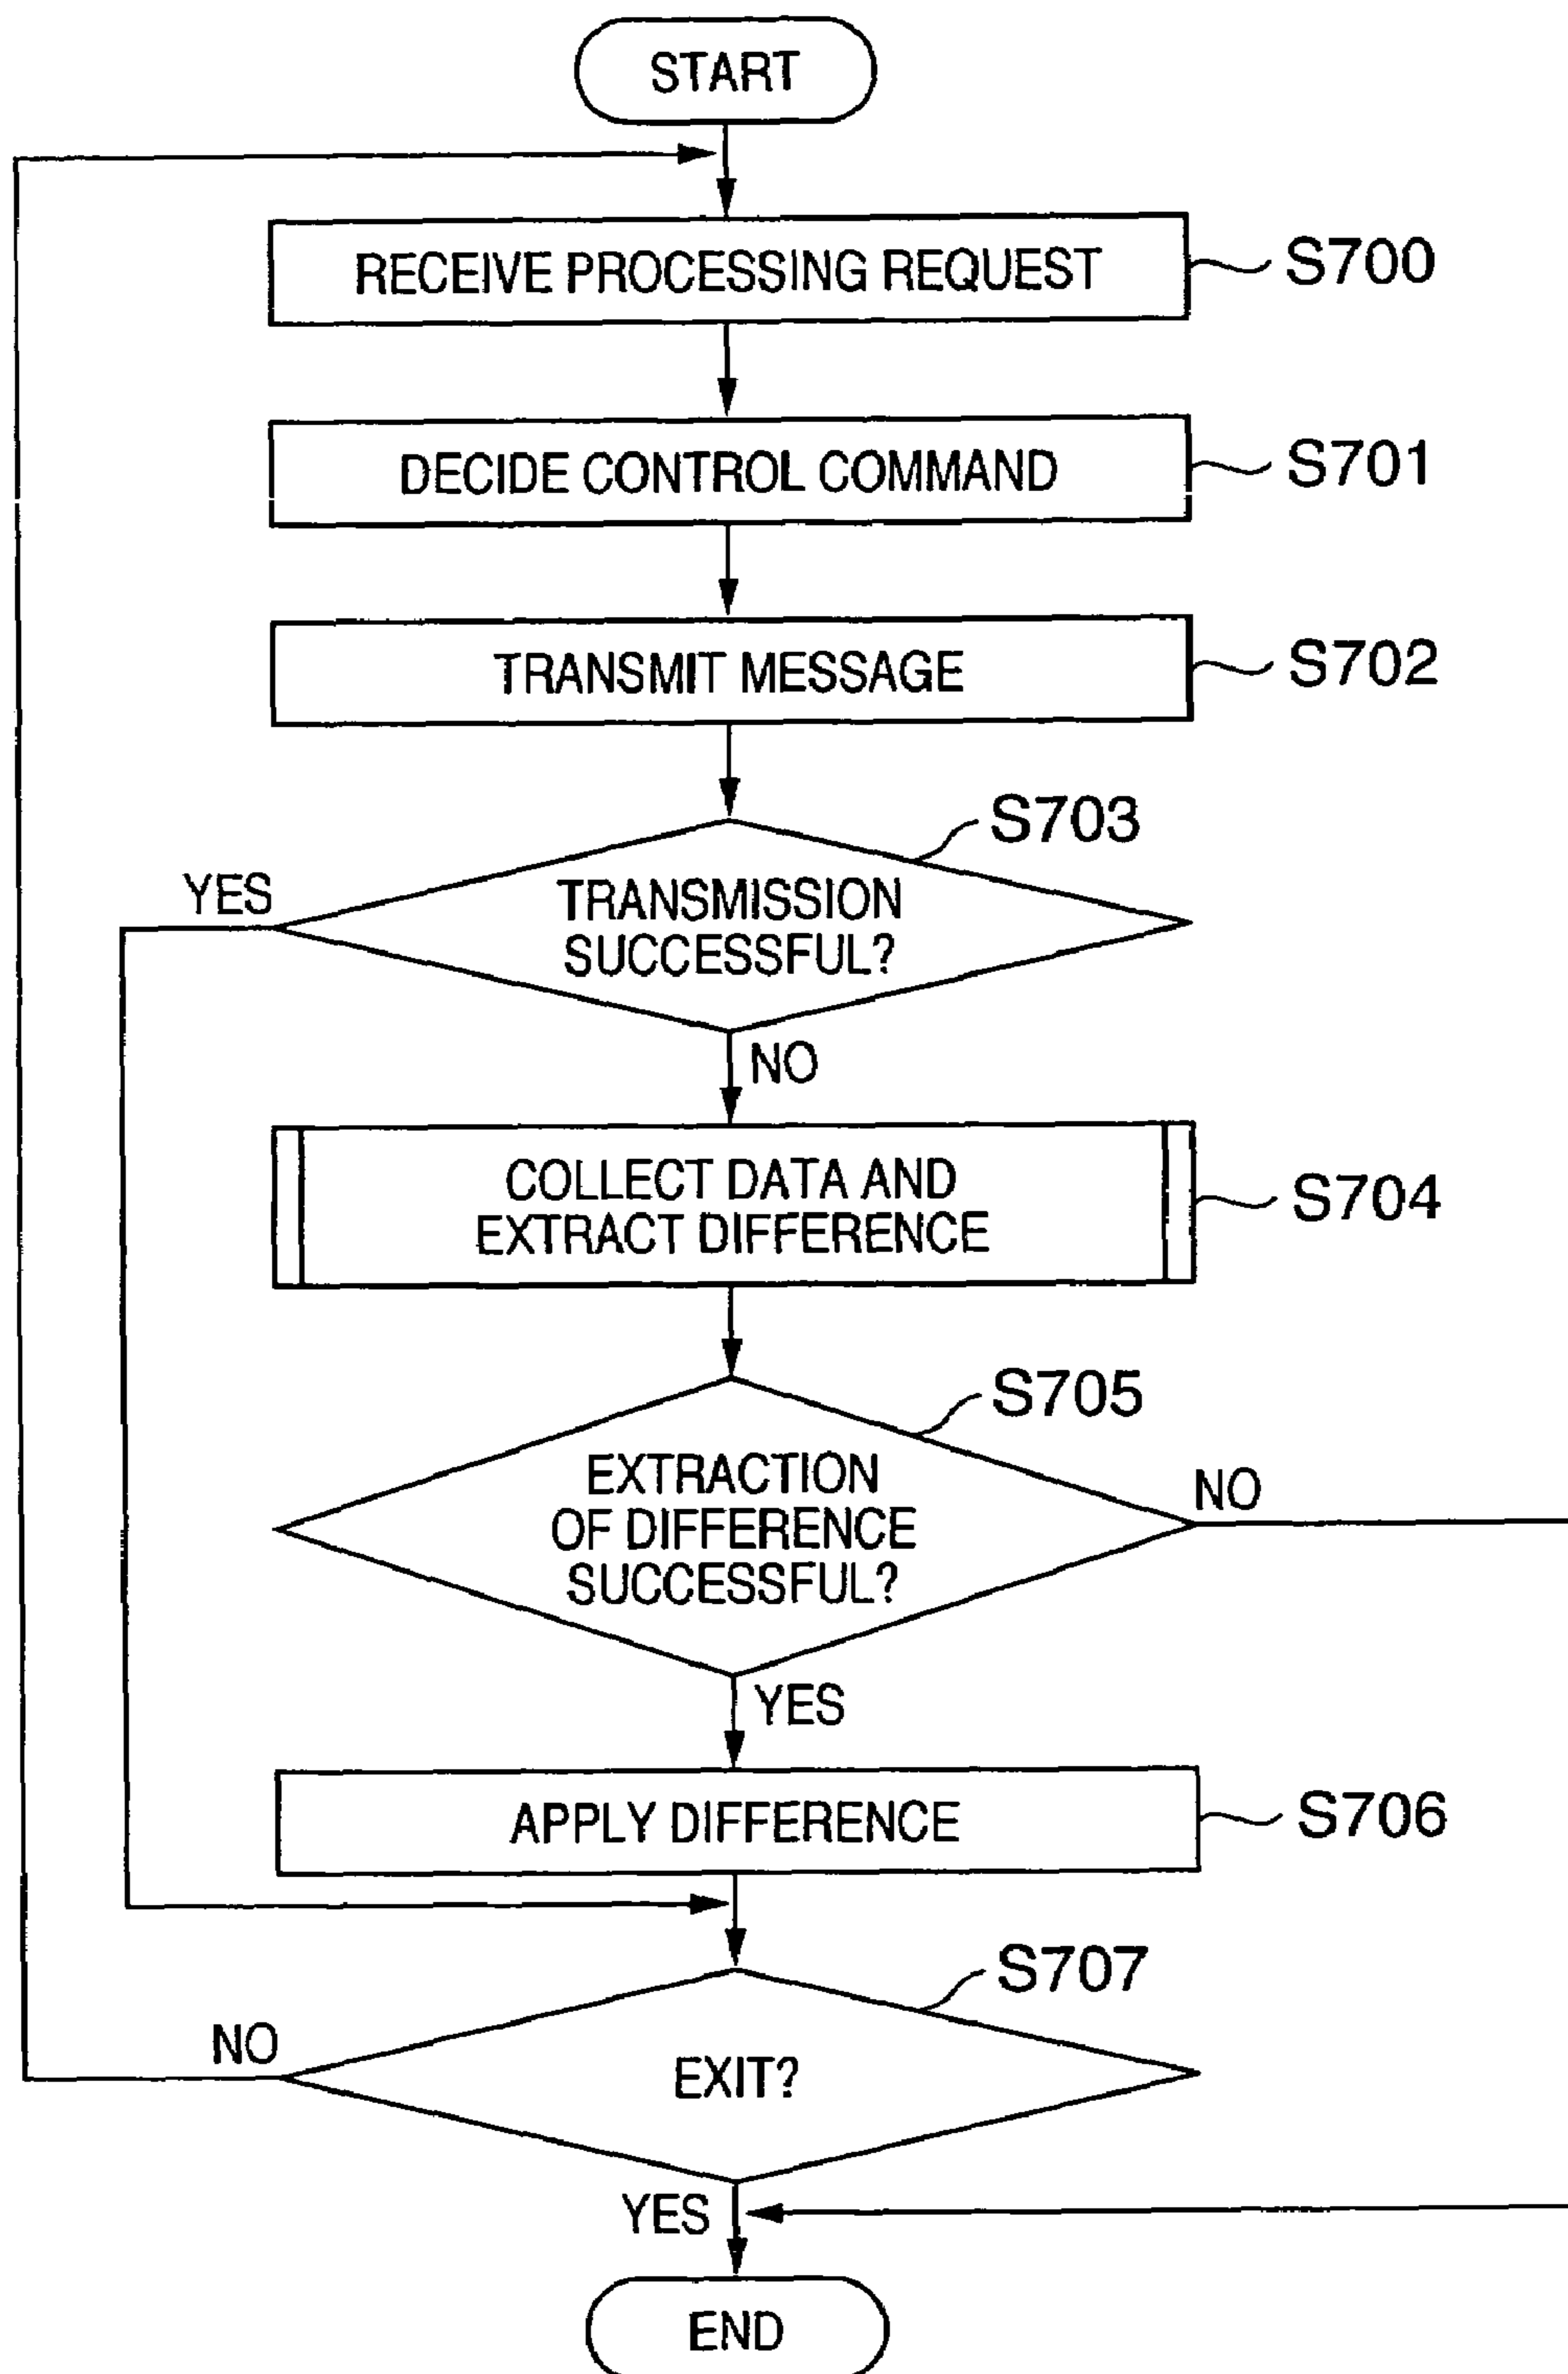 START
RECEIVE PROCESSING REQUEST
S700
DECIDE CONTROL COMMAND
S701
TRANSMIT MESSAGE
S702
S703
YES
TRANSMISSION
SUCCESSFUL?
NO
COLLECT DATA AND
EXTRACT DIFFERENCE
S704
S705
EXTRACTION
OF DIFFERENCE
SUCCESSFUL?
NO
YES
APPLY DIFFERENCE
S706
S707
NO
EXIT?
YES
END